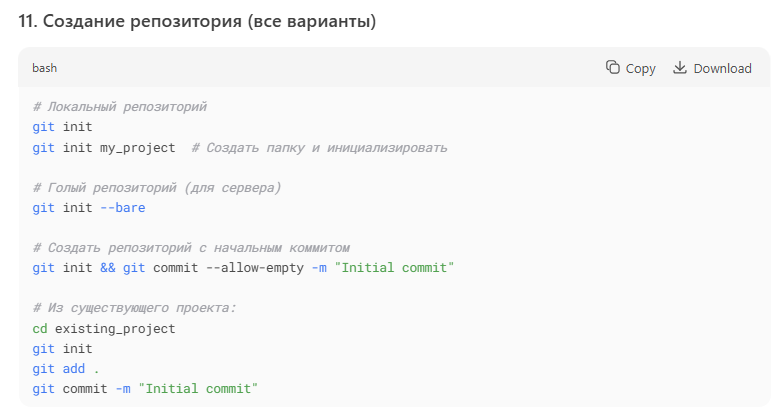 11. Создание репозитория (все варианты)
bash
Copy
Download
# Локальный репозиторий
git init
git init my_project  # Создать папку и инициализировать
# Голый репозиторий (для сервера)
git init --bare
# Создать репозиторий с начальным коммитом
git init && git commit --allow-empty -m "Initial commit"
# Из существующего проекта:
cd existing_project
git init
git add .
git commit -m "Initial commit"